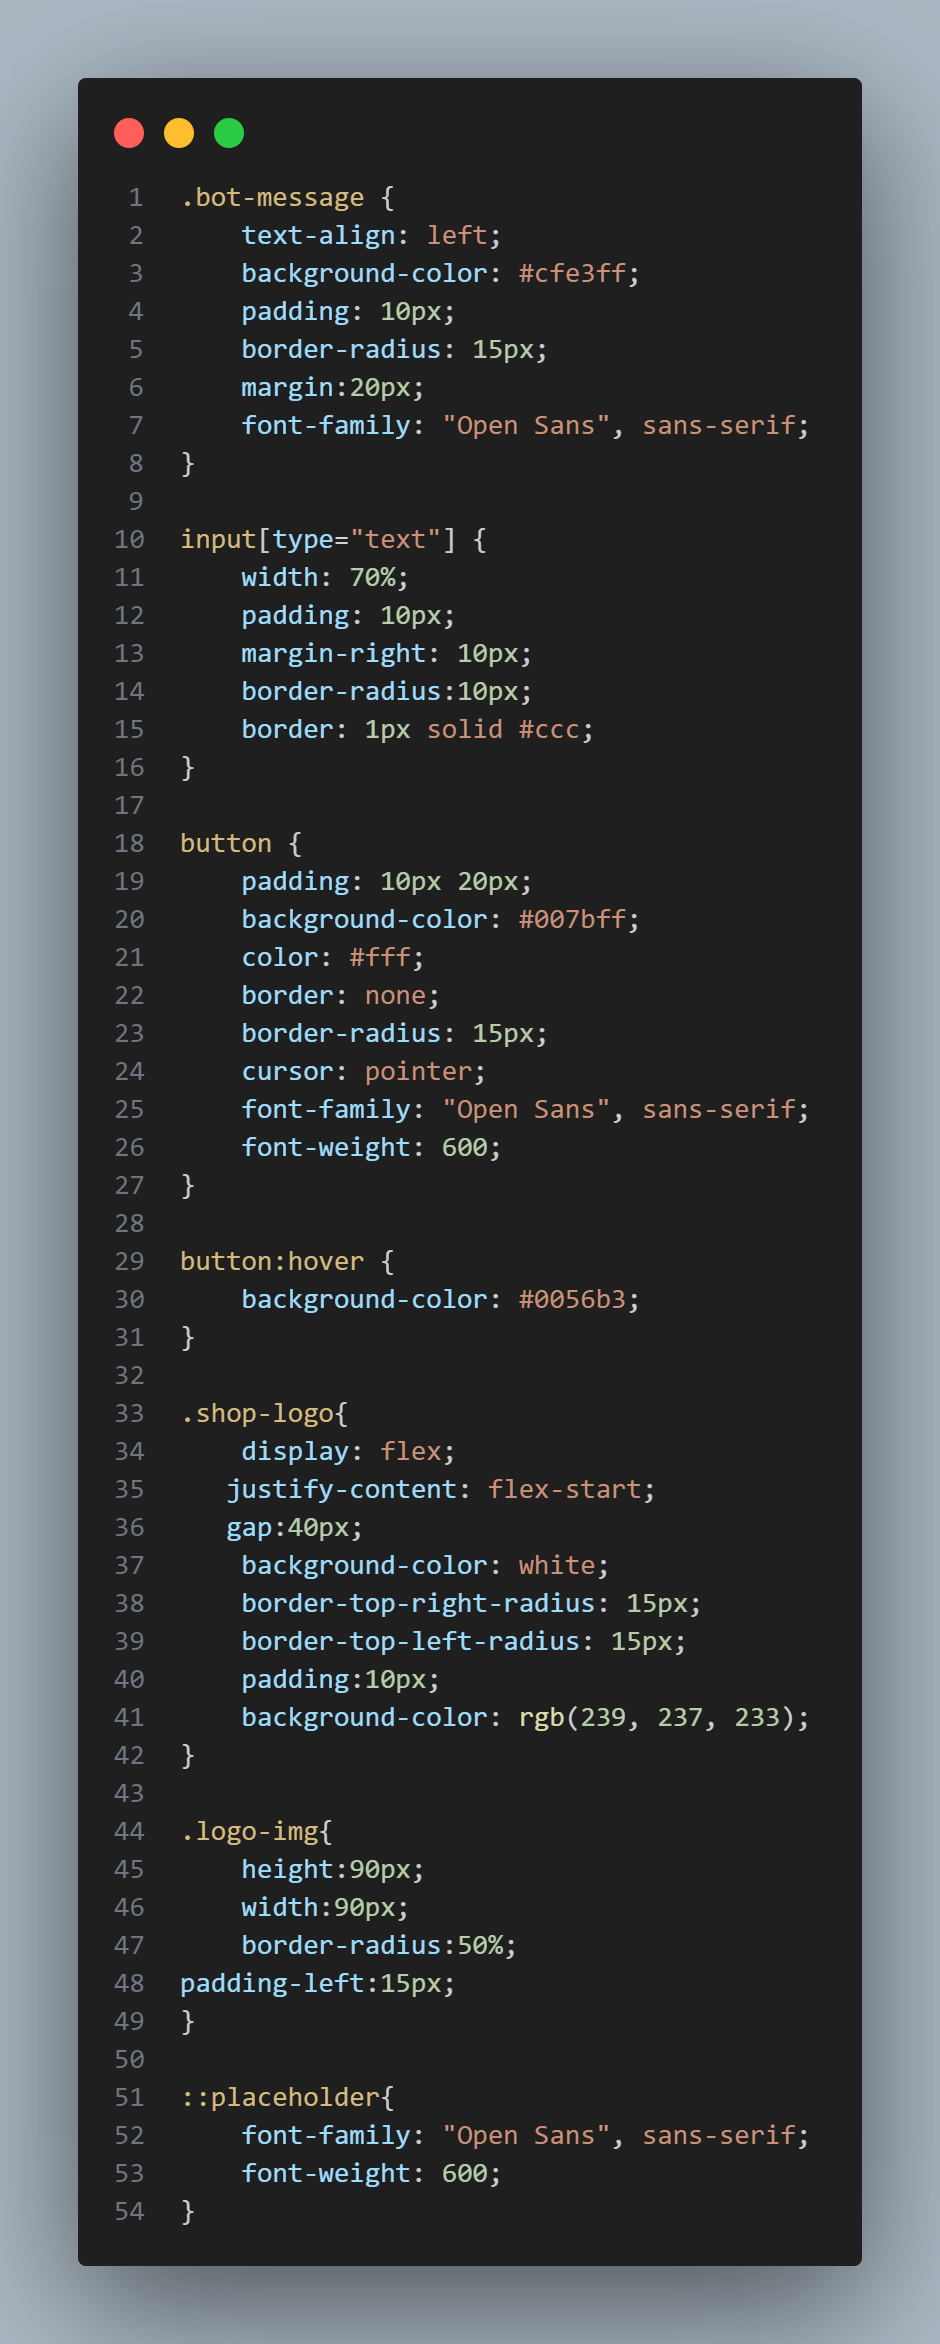 1 .bot-message {
2     text-align: left;
3     background-color: #cfe3ff;
4     padding: 10px;
5     border-radius: 15px;
6     margin:20px;
7     font-family: "Open Sans", sans-serif;
8 }
9
10 input[type="text"] {
11     width: 70%;
12     padding: 10px;
13     margin-right: 10px;
14     border-radius:10px;
15     border: 1px solid #ccc;
16 }
17
18 button {
19     padding: 10px 20px;
20     background-color: #007bff;
21     color: #fff;
22     border: none;
23     border-radius: 15px;
24     cursor: pointer;
25     font-family: "Open Sans", sans-serif;
26     font-weight: 600;
27 }
28
29 button:hover {
30     background-color: #0056b3;
31 }
32
33 .shop-logo{
34     display: flex;
35    justify-content: flex-start;
36    gap:40px;
37     background-color: white;
38     border-top-right-radius: 15px;
39     border-top-left-radius: 15px;
40     padding:10px;
41     background-color: rgb(239, 237, 233);
42 }
43
44 .logo-img{
45     height:90px;
46     width:90px;
47     border-radius:50%;
48 padding-left:15px;
49 }
50
51 ::placeholder{
52     font-family: "Open Sans", sans-serif;
53     font-weight: 600;
54 }